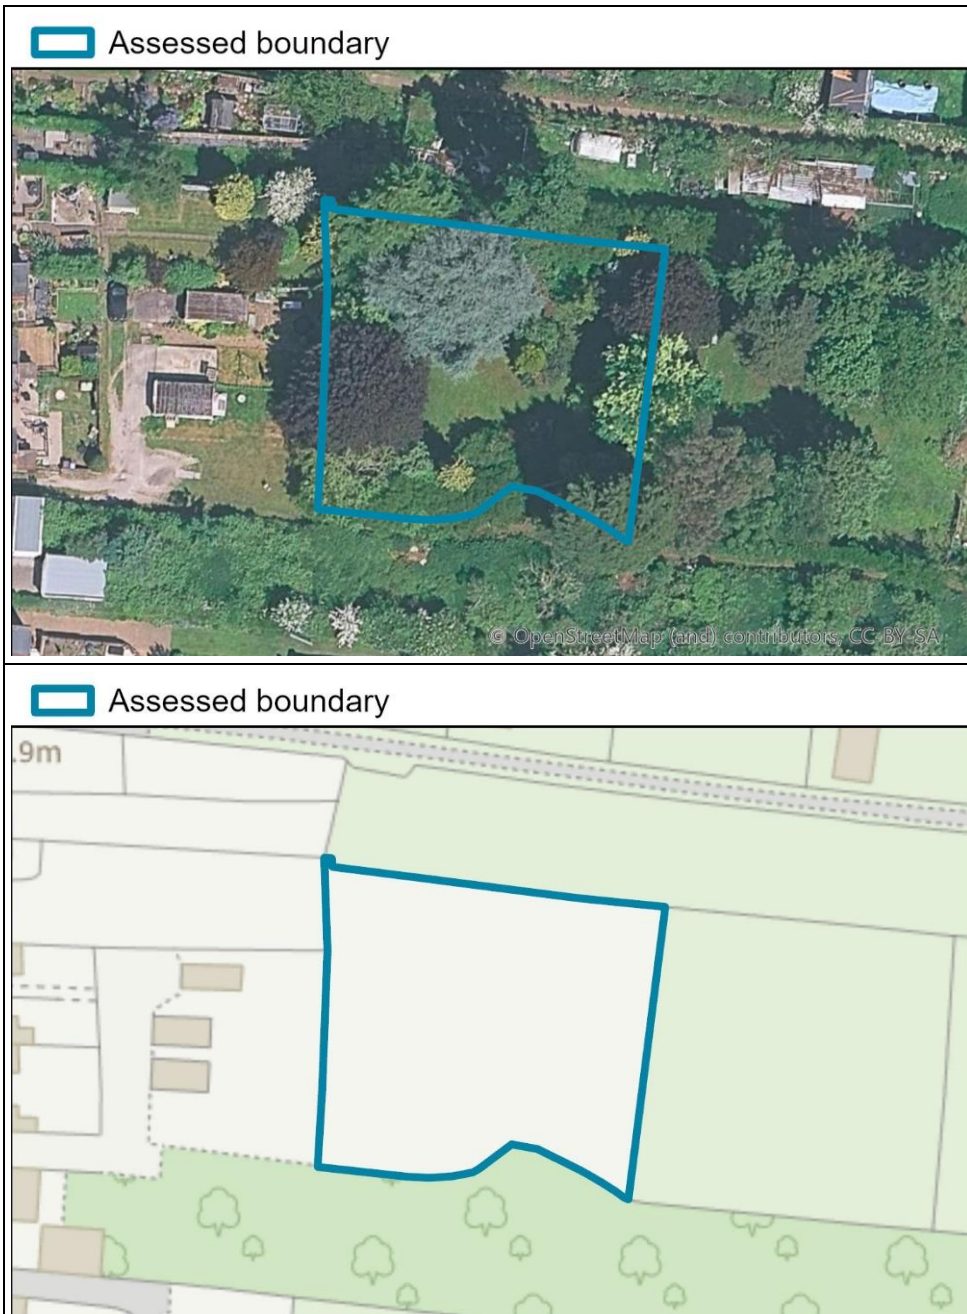 Assessed boundary
© OpenStreetMap (and) contributors, CC-BY-SA
Assessed boundary
.9m